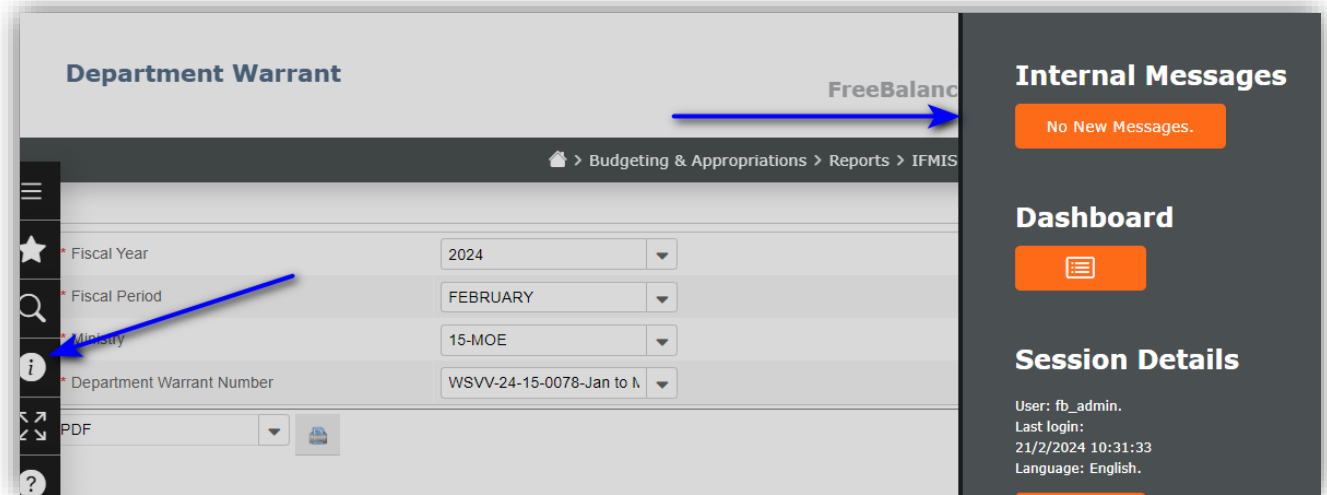 Department Warrant
FreeBalanc
> Budgeting & Appropriations > Reports > IFMIS
* Fiscal Year
2024
* Fiscal Period
FEBRUARY
* Ministry
15-MOE
* Department Warrant Number
WSVV-24-15-0078-Jan to M
PDF
Internal Messages
No New Messages.
Dashboard
Session Details
User: fb_admin.
Last login:
21/2/2024 10:31:33
Language: English.